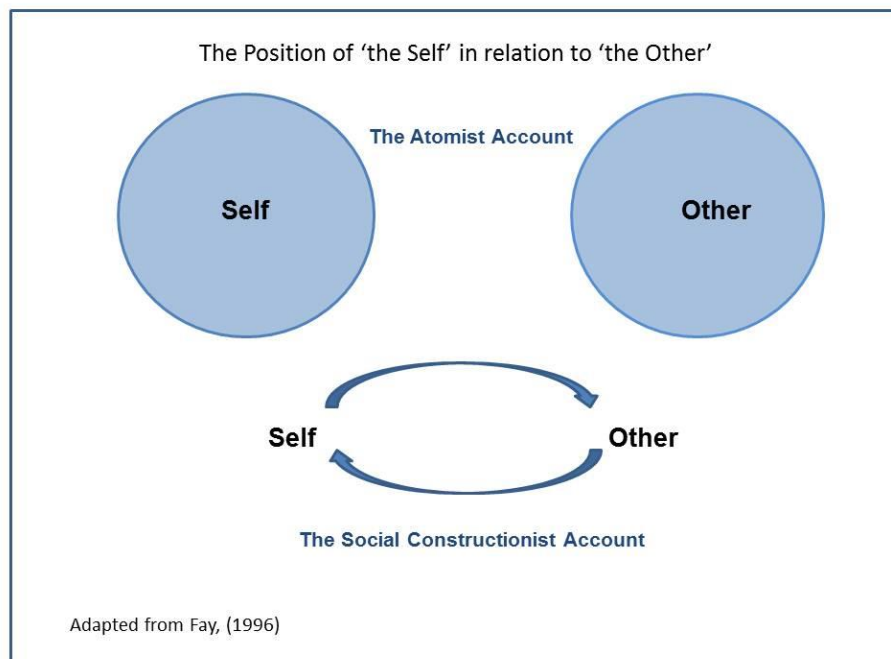 The Position of ‘the Self’ in relation to ‘the Other’
The Atomist Account
Self
Other
Self
Other
The Social Constructionist Account
Adapted from Fay, (1996)